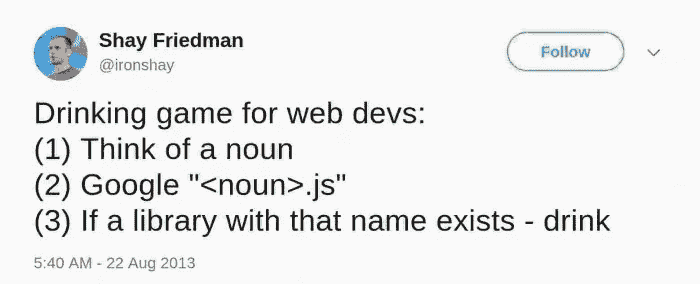 Shay Friedman
@ironshay
Follow
Drinking game for web devs:
(1) Think of a noun
(2) Google "<noun>.js"
(3) If a library with that name exists - drink
5:40 AM - 22 Aug 2013